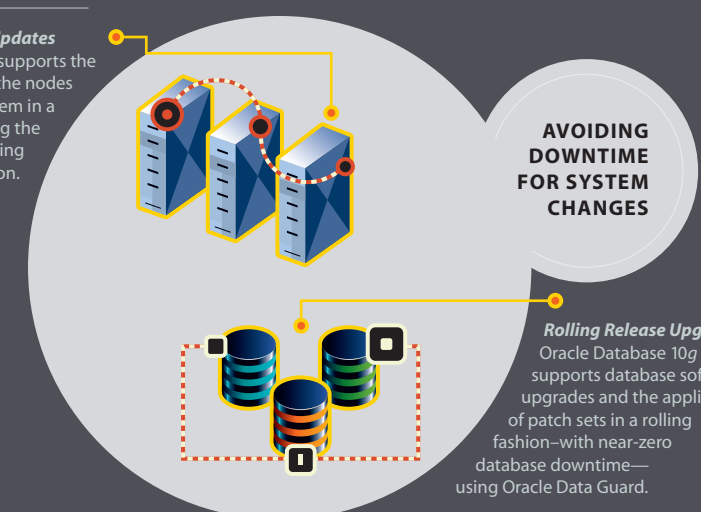 pdates
supports the
the nodes
em in a
g the
ing
on.
AVOIDING
DOWNTIME
FOR SYSTEM
CHANGES
Rolling Release Upg
Oracle Database 10g
supports database sof
upgrades and the appli
of patch sets in a rolling
fashion–with near-zero
database downtime—
using Oracle Data Guard.